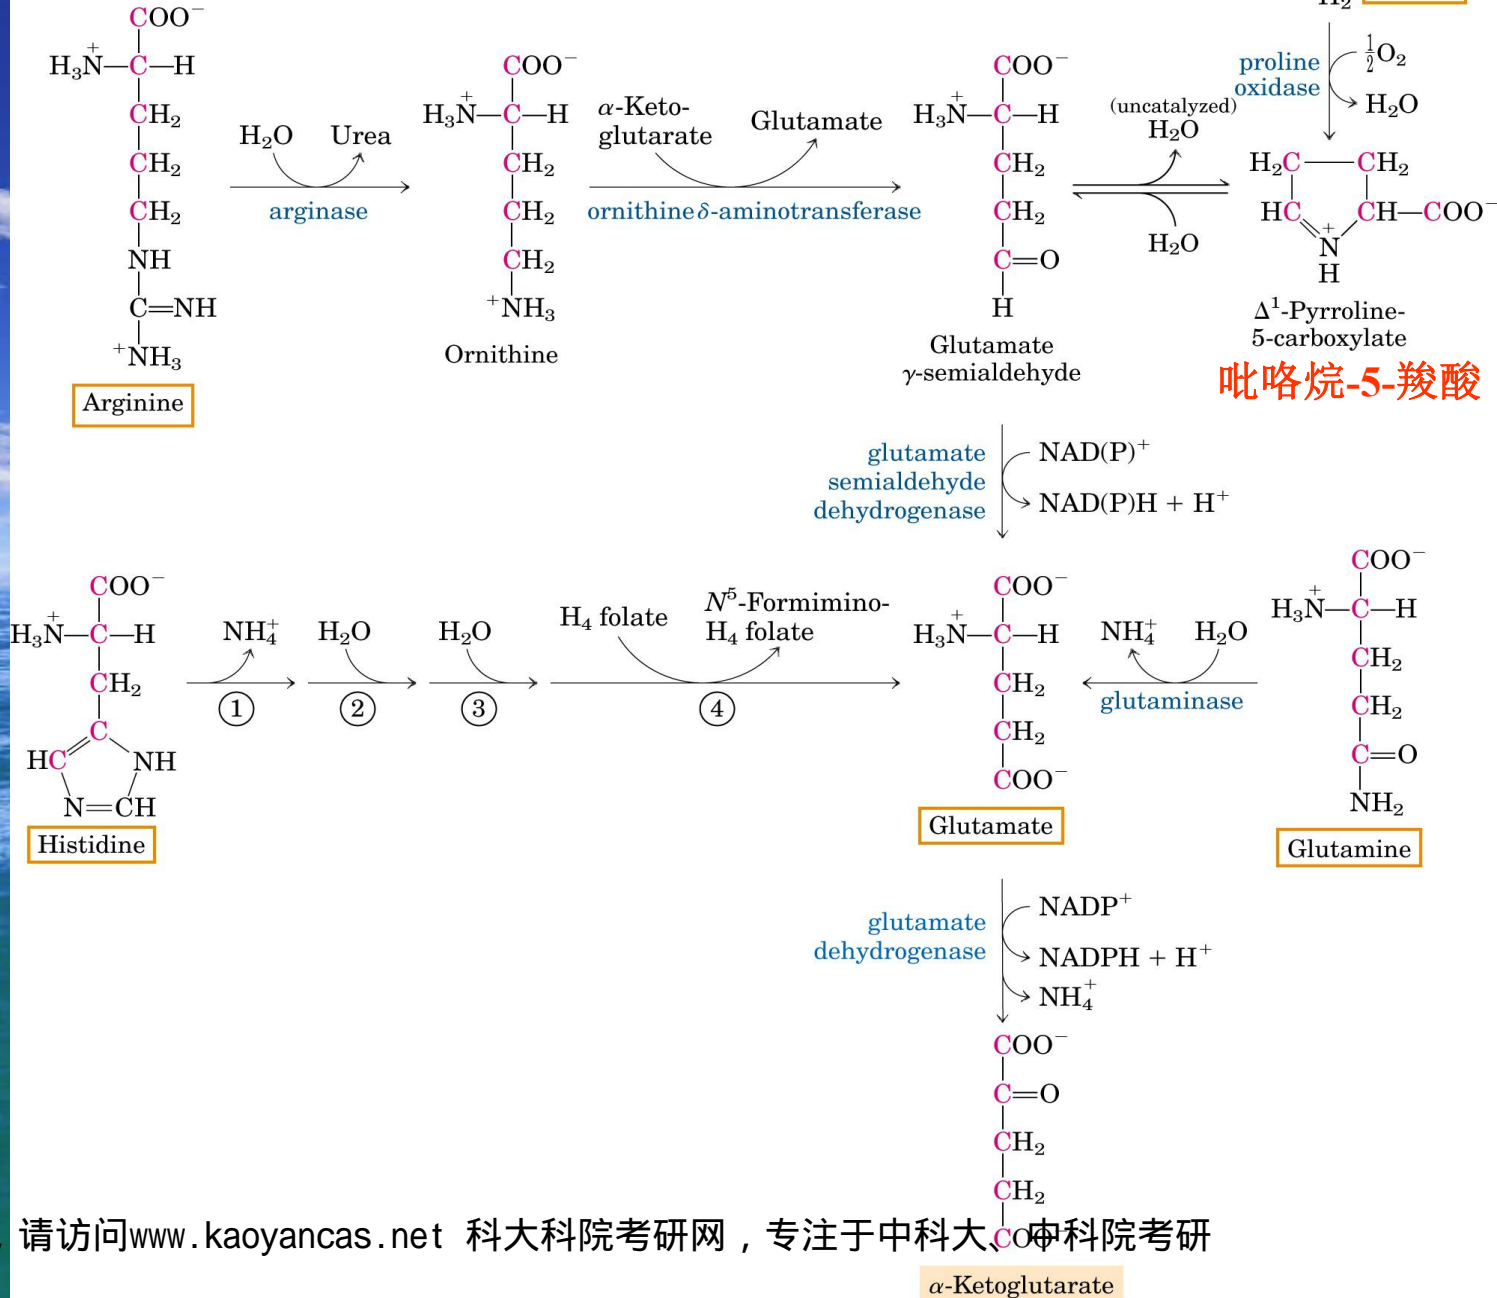 H2
COO−
H3N+—C—H
CH2
CH2
CH2
NH
C=NH
+NH3
Arginine
H2O Urea
arginase
COO−
H3N+—C—H
CH2
CH2
CH2
+NH3
Ornithine
α-Keto-
glutarate
Glutamate
ornithine δ-aminotransferase
COO−
H3N+—C—H
CH2
CH2
C=O
H
Glutamate
γ-semialdehyde
(uncatalyzed)
H2O
H2O
proline
oxidase
½O2
H2O
H2C—CH2
HC CH—COO−
N+
H
Δ1-Pyrroline-
5-carboxylate
吡咯烷-5-羧酸
glutamate
semialdehyde
dehydrogenase
NAD(P)+
NAD(P)H + H+
COO−
H3N+—C—H
CH2
C
HC NH
N=CH
Histidine
NH4+
①
H2O
②
H2O
③
H4 folate
N5-Formimino-
H4 folate
④
COO−
H3N+—C—H
CH2
CH2
COO−
Glutamate
NH4+ H2O
glutaminase
COO−
H3N+—C—H
CH2
CH2
C=O
NH2
Glutamine
glutamate
dehydrogenase
NADP+
NADPH + H+
NH4+
COO−
C=O
CH2
CH2
COO−
请访问www.kaoyancas.net 科大科院考研网，专注于中科大、中科院考研
α-Ketoglutarate